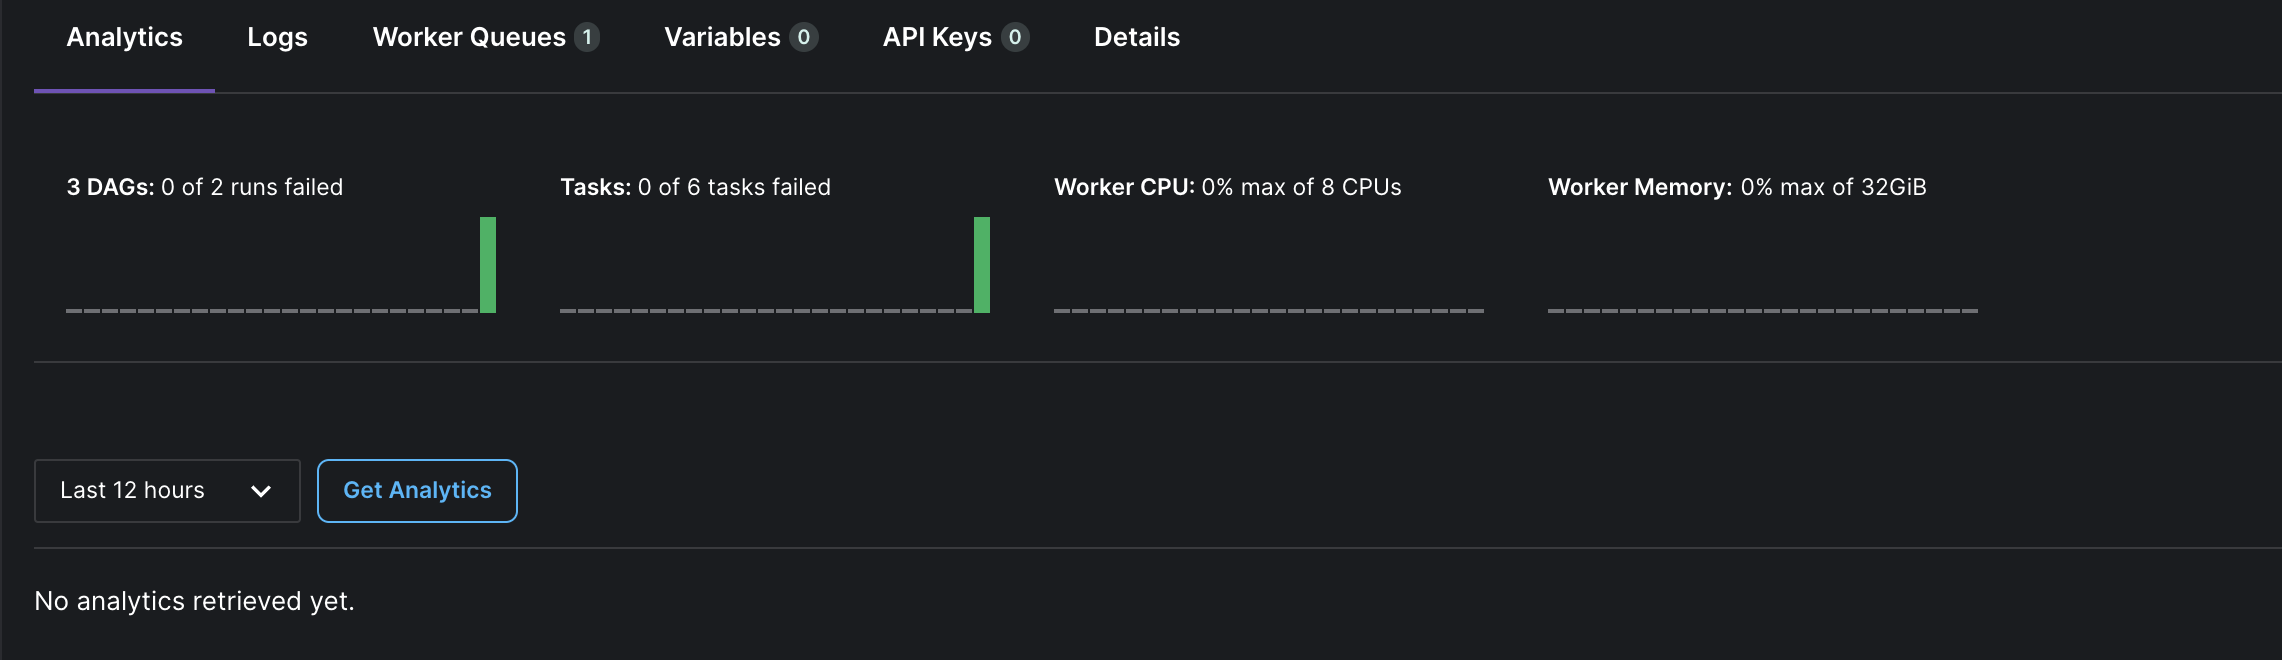 Analytics Logs Worker Queues 1 Variables 0 API Keys 0 Details
3 DAGs: 0 of 2 runs failed
Tasks: 0 of 6 tasks failed
Worker CPU: 0% max of 8 CPUs
Worker Memory: 0% max of 32GiB
Last 12 hours
Get Analytics
No analytics retrieved yet.